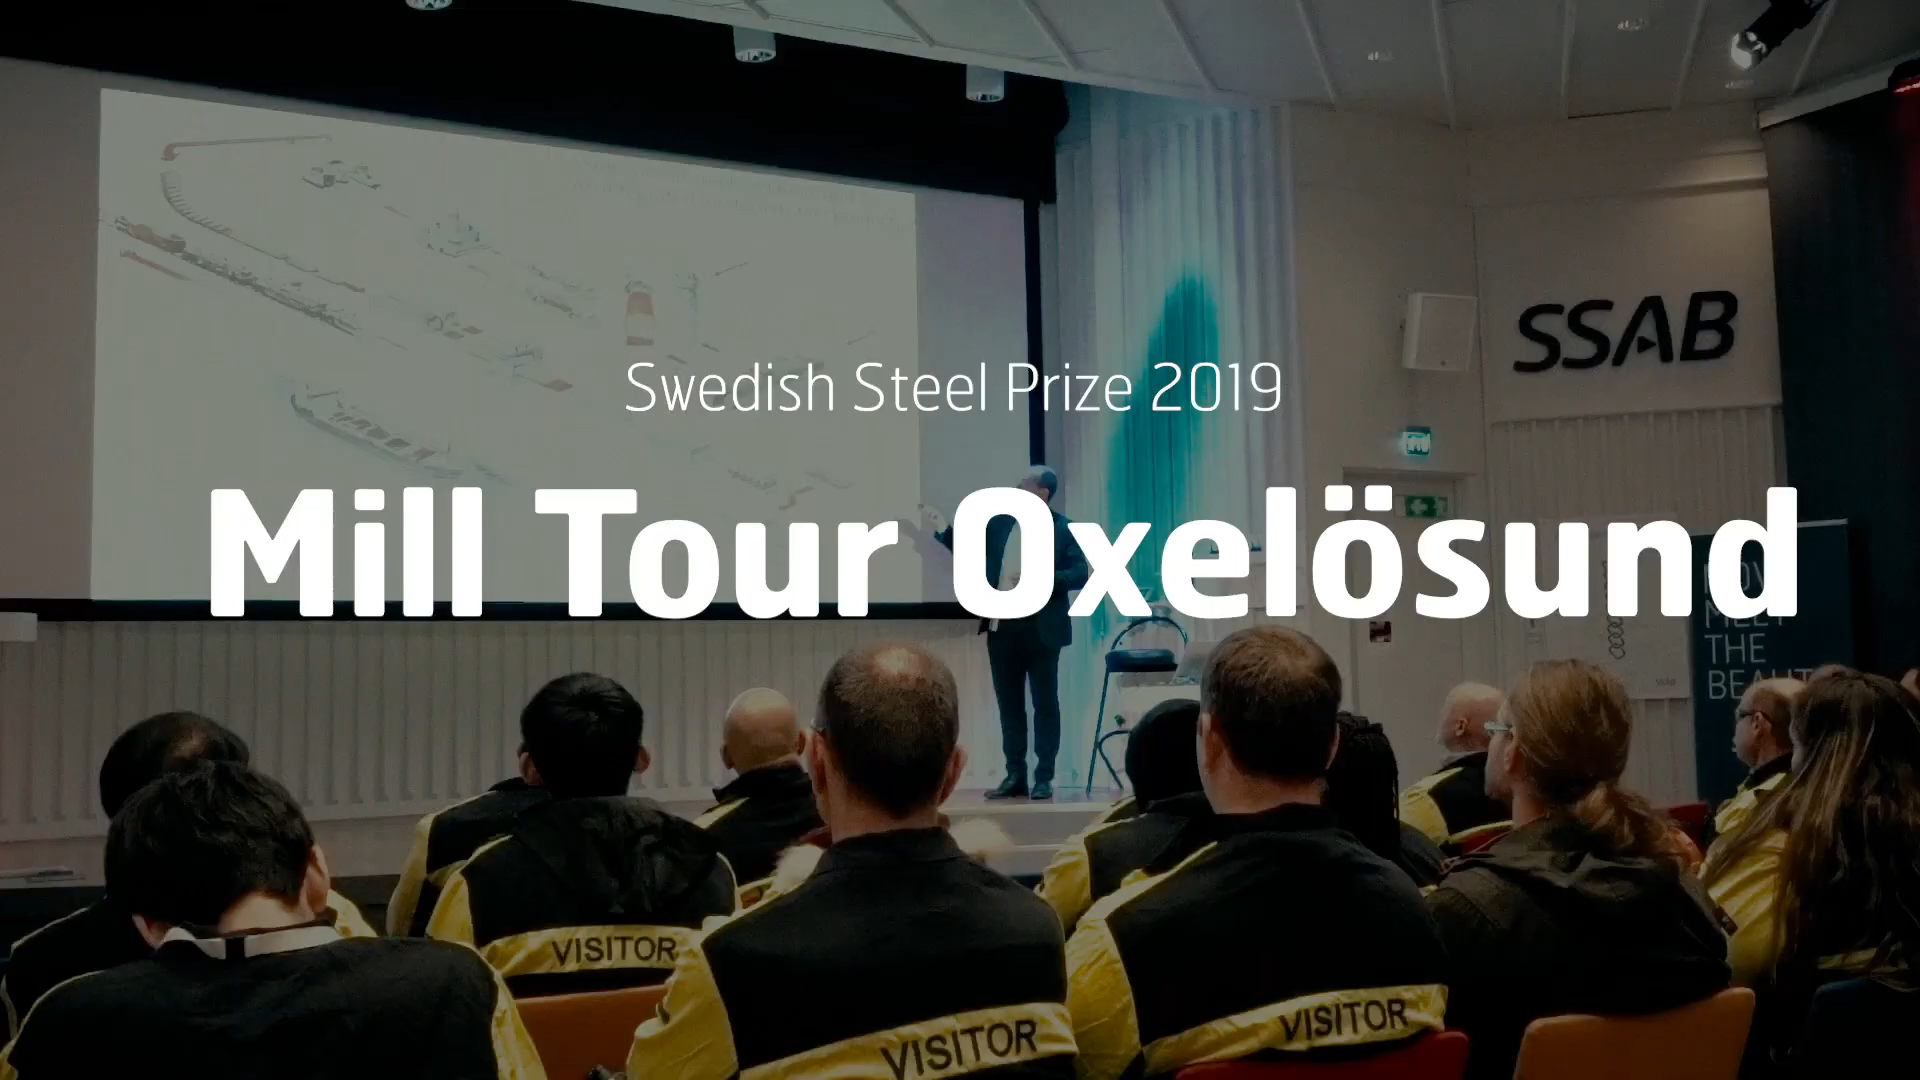 SSAB
Swedish Steel Prize 2019
Mill Tour Oxelösund
THE
VISITOR
VISITOR
VISITOR